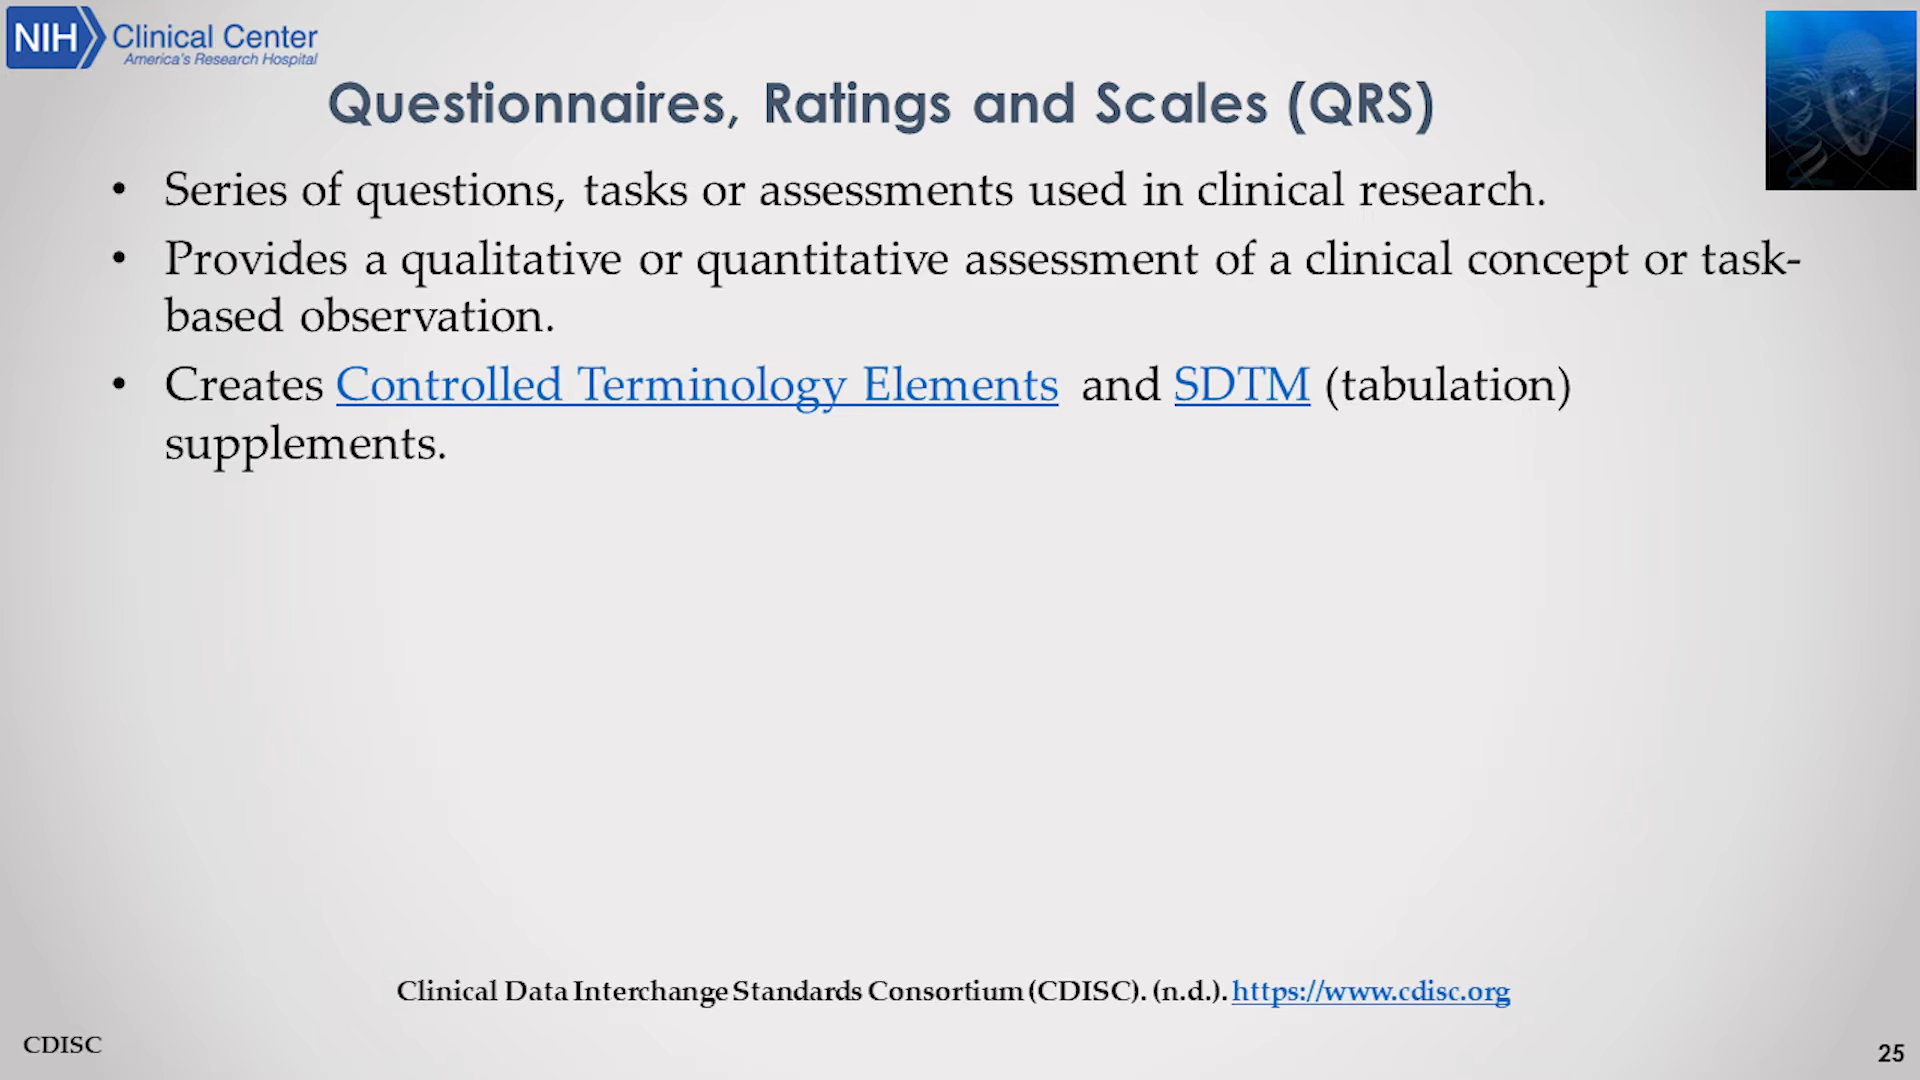 NIH Clinical Center
America's Research Hospital
Questionnaires, Ratings and Scales (QRS)
• Series of questions, tasks or assessments used in clinical research.
• Provides a qualitative or quantitative assessment of a clinical concept or task-
based observation.
• Creates Controlled Terminology Elements and SDTM (tabulation)
supplements.
Clinical Data Interchange Standards Consortium (CDISC). (n.d.). https://www.cdisc.org
CDISC
25